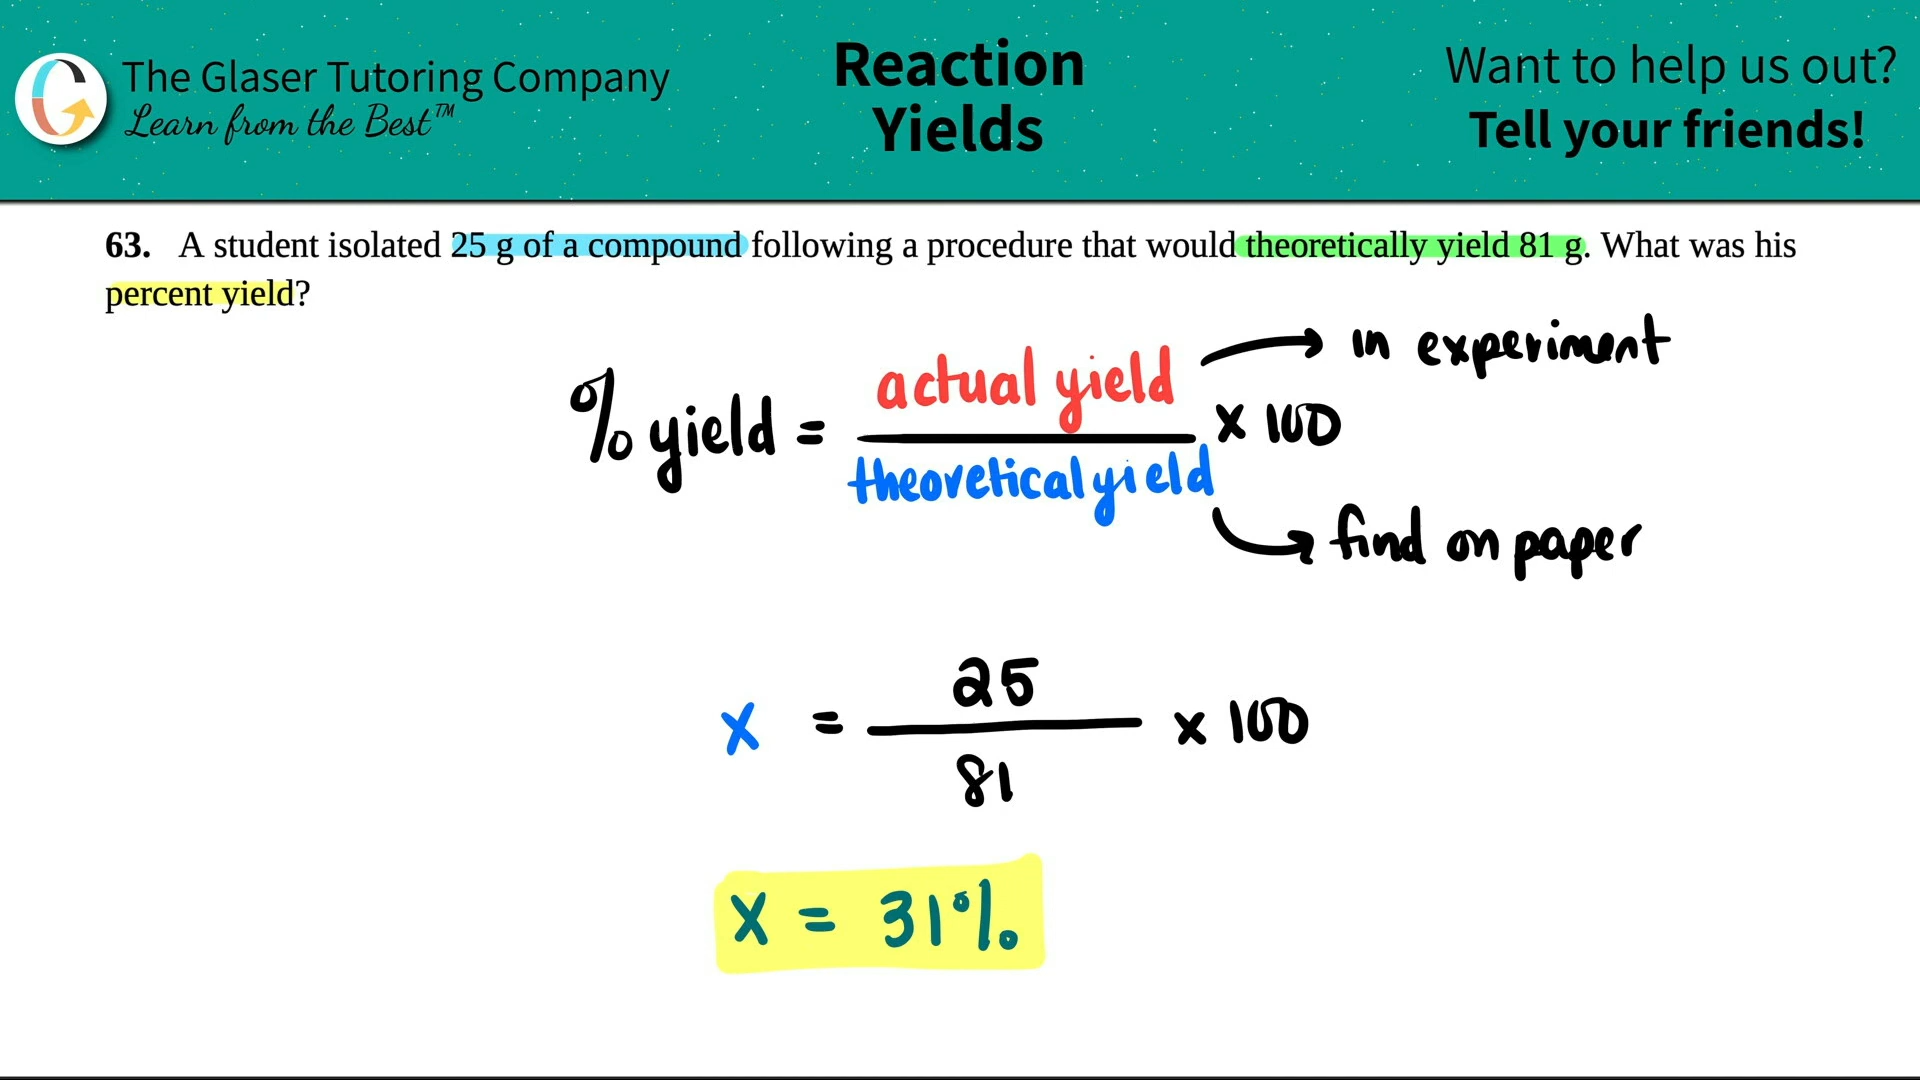 The Glaser Tutoring Company
Learn from the Best™
Reaction
Yields
Want to help us out?
Tell your friends!
63. A student isolated 25 g of a compound following a procedure that would theoretically yield 81 g. What was his
percent yield?
% yield = actual yield / theoretical yield x 100
in experiment
find on paper
x = 25 / 81 x 100
x = 31%